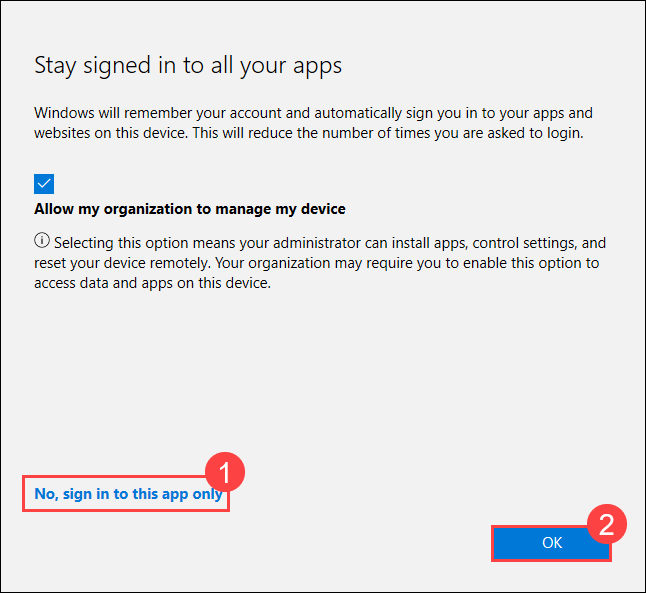 Stay signed in to all your apps
Windows will remember your account and automatically sign you in to your apps and
websites on this device. This will reduce the number of times you are asked to login.
Allow my organization to manage my device
Selecting this option means your administrator can install apps, control settings, and
reset your device remotely. Your organization may require you to enable this option to
access data and apps on this device.
1
No, sign in to this app only
2
OK